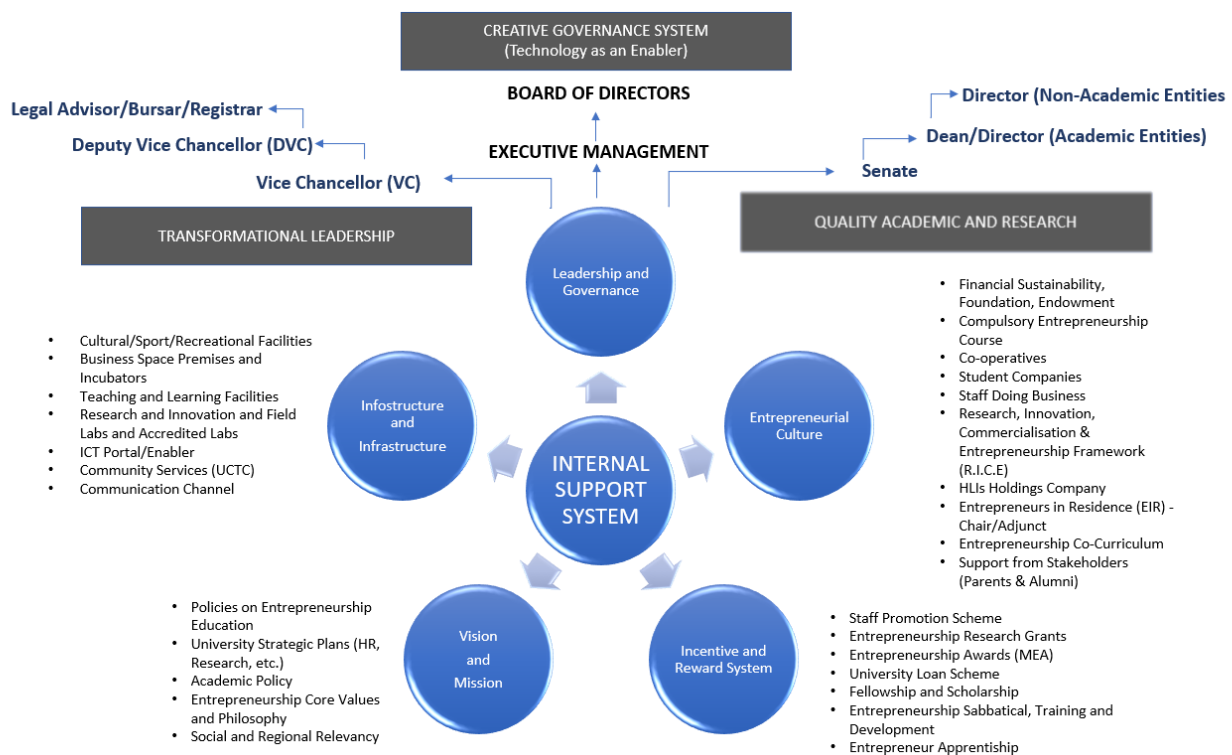 CREATIVE GOVERNANCE SYSTEM
(Technology as an Enabler)
BOARD OF DIRECTORS
EXECUTIVE MANAGEMENT
Legal Advisor/Bursar/Registrar
Deputy Vice Chancellor (DVC)
Vice Chancellor (VC)
Director (Non-Academic Entities
Dean/Director (Academic Entities)
Senate
TRANSFORMATIONAL LEADERSHIP
QUALITY ACADEMIC AND RESEARCH
Leadership and
Governance
• Cultural/Sport/Recreational Facilities
• Business Space Premises and
Incubators
• Teaching and Learning Facilities
• Research and Innovation and Field
Labs and Accredited Labs
• ICT Portal/Enabler
• Community Services (UCTC)
• Communication Channel
Infostructure
and
Infrastructure
INTERNAL
SUPPORT
SYSTEM
Entrepreneurial
Culture
• Financial Sustainability,
Foundation, Endowment
• Compulsory Entrepreneurship
Course
• Co-operatives
• Student Companies
• Staff Doing Business
• Research, Innovation,
Commercialisation &
Entrepreneurship Framework
(R.I.C.E)
• HLIs Holdings Company
• Entrepreneurs in Residence (EIR) -
Chair/Adjunct
• Entrepreneurship Co-Curriculum
• Support from Stakeholders
(Parents & Alumni)
• Policies on Entrepreneurship
Education
• University Strategic Plans (HR,
Research, etc.)
• Academic Policy
• Entrepreneurship Core Values
and Philosophy
• Social and Regional Relevancy
Vision
and
Mission
Incentive and
Reward System
• Staff Promotion Scheme
• Entrepreneurship Research Grants
• Entrepreneurship Awards (MEA)
• University Loan Scheme
• Fellowship and Scholarship
• Entrepreneurship Sabbatical, Training and
Development
• Entrepreneur Apprentiship